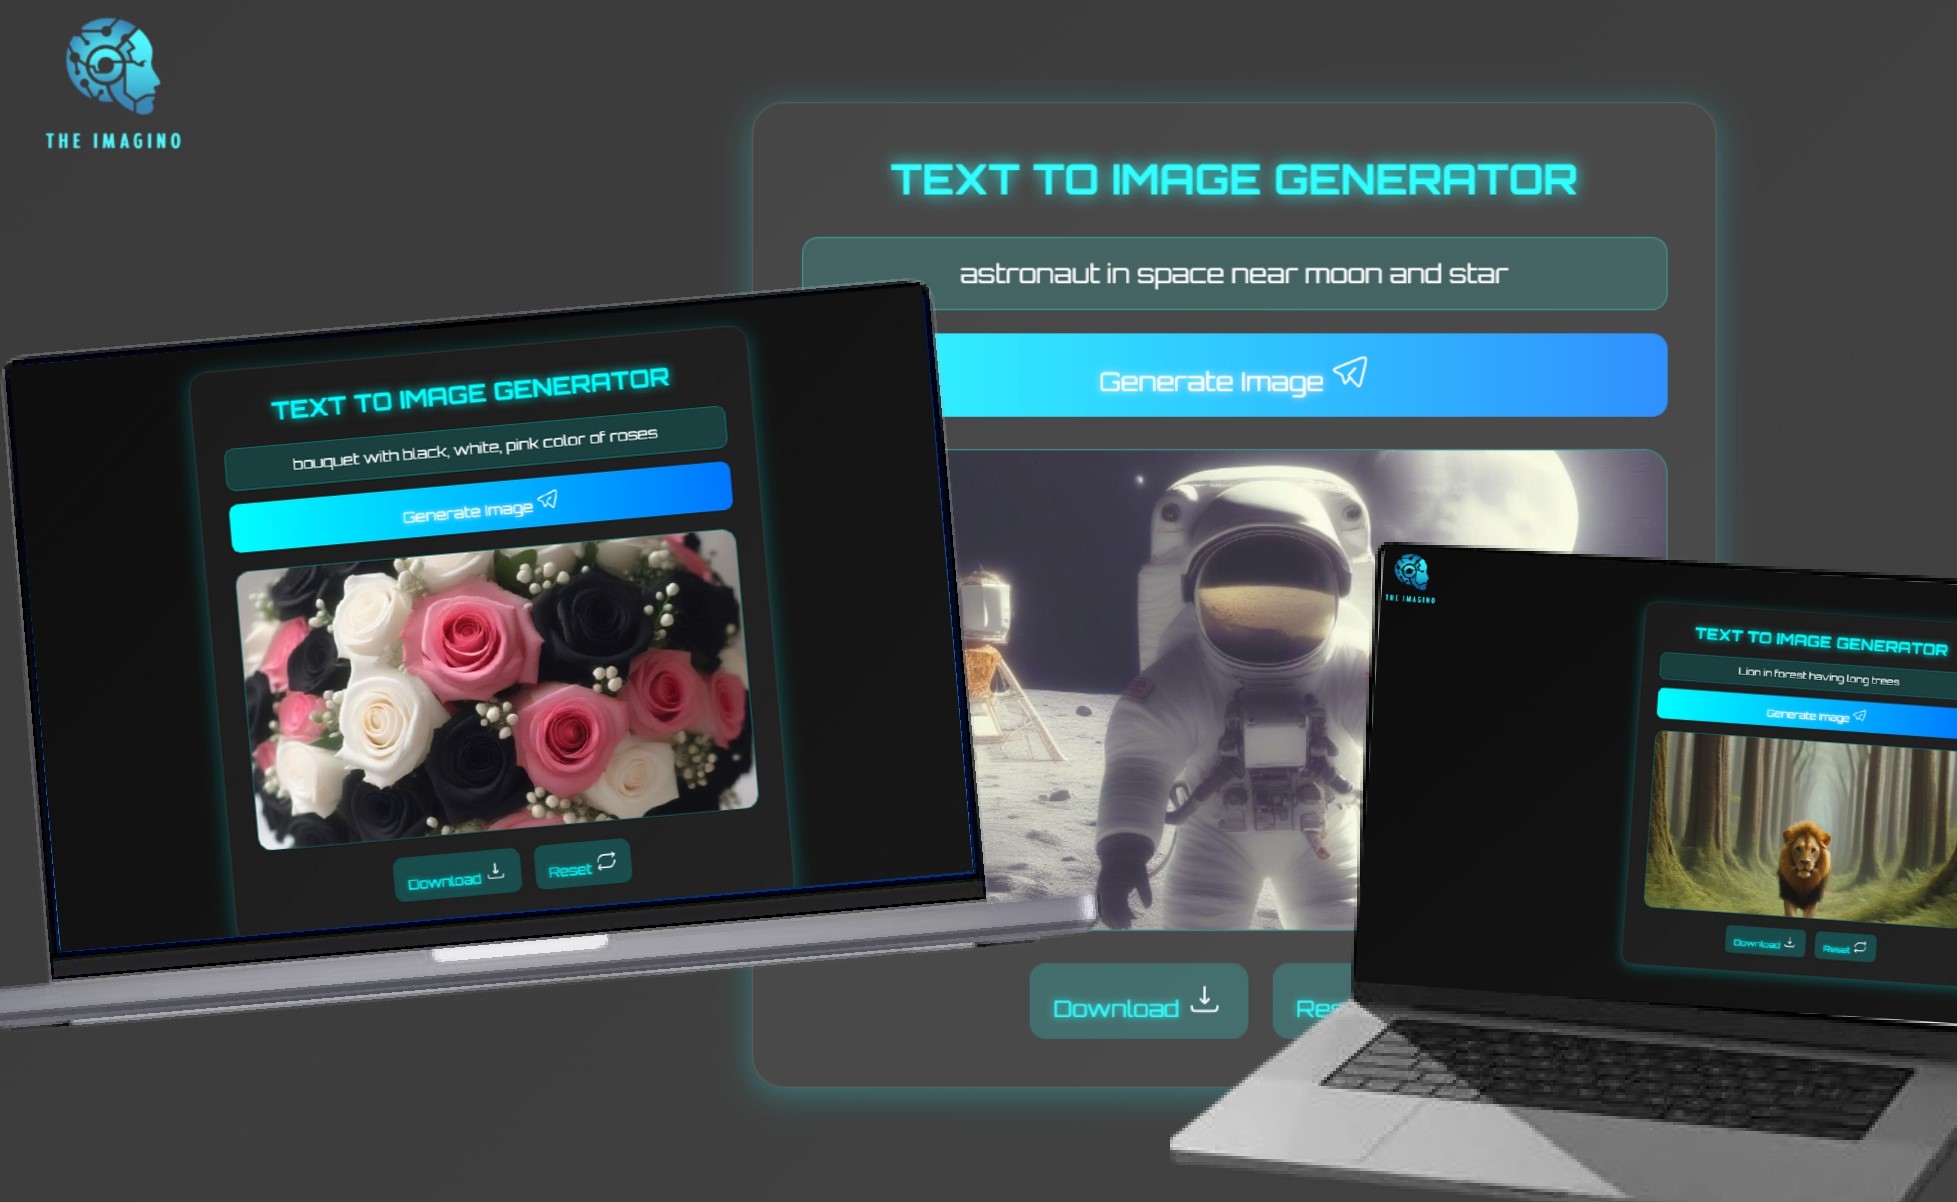 THE IMAGINO
TEXT TO IMAGE GENERATOR
astronaut in space near moon and star
Generate Image
Download
Res
TEXT TO IMAGE GENERATOR
bouquet with black, white, pink color of roses
Generate Image
Download
Reset
THE IMAGINO
TEXT TO IMAGE GENERATOR
Lion in forest having long trees
Generate Image
Download
Reset